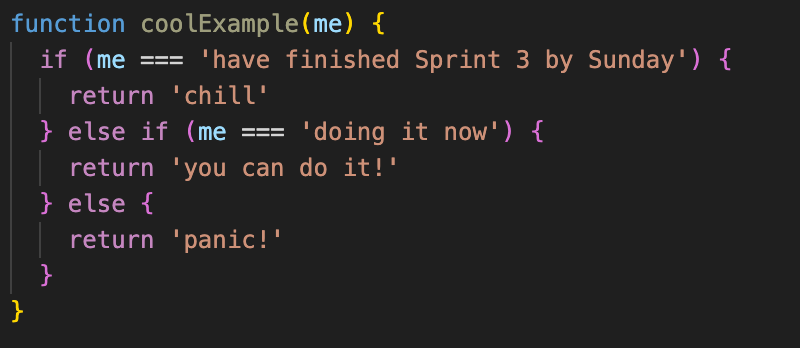 function coolExample(me) {
  if (me === 'have finished Sprint 3 by Sunday') {
    return 'chill'
  } else if (me === 'doing it now') {
    return 'you can do it!'
  } else {
    return 'panic!'
  }
}